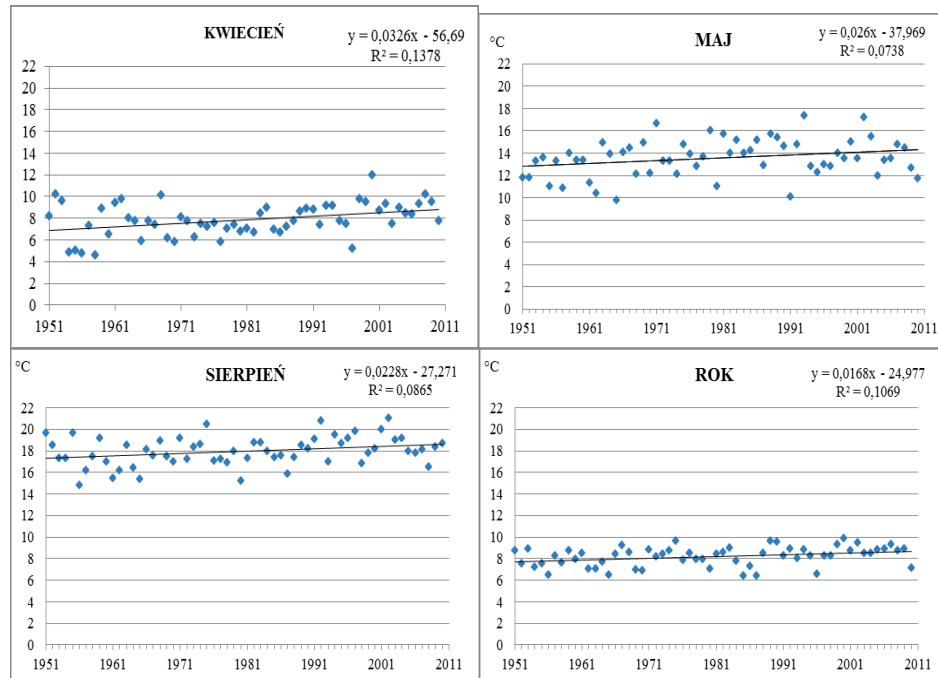 KWIECIEŃ
y = 0,0326x - 56,69
R² = 0,1378
22
20
18
16
14
12
10
8
6
4
2
0
1951 1961 1971 1981 1991 2001 2011
°C
MAJ
y = 0,026x - 37,969
R² = 0,0738
22
20
18
16
14
12
10
8
6
4
2
0
1951 1961 1971 1981 1991 2001 2011
°C
SIERPIEŃ
y = 0,0228x - 27,271
R² = 0,0865
22
20
18
16
14
12
10
8
6
4
2
0
1951 1961 1971 1981 1991 2001 2011
°C
ROK
y = 0,0168x - 24,977
R² = 0,1069
22
20
18
16
14
12
10
8
6
4
2
0
1951 1961 1971 1981 1991 2001 2011